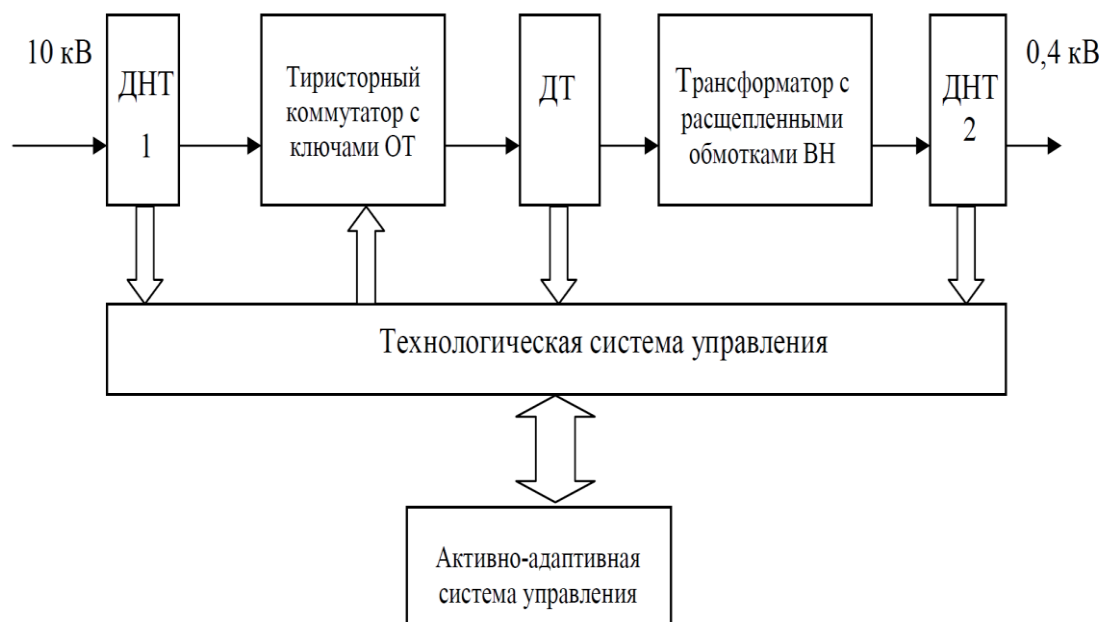 10 кВ
ДНТ
1
Тиристорный
коммутатор с
ключами ОТ
ДТ
Трансформатор с
расщепленными
обмотками ВН
ДНТ
2
0,4 кВ
Технологическая система управления
Активно-адаптивная
система управления